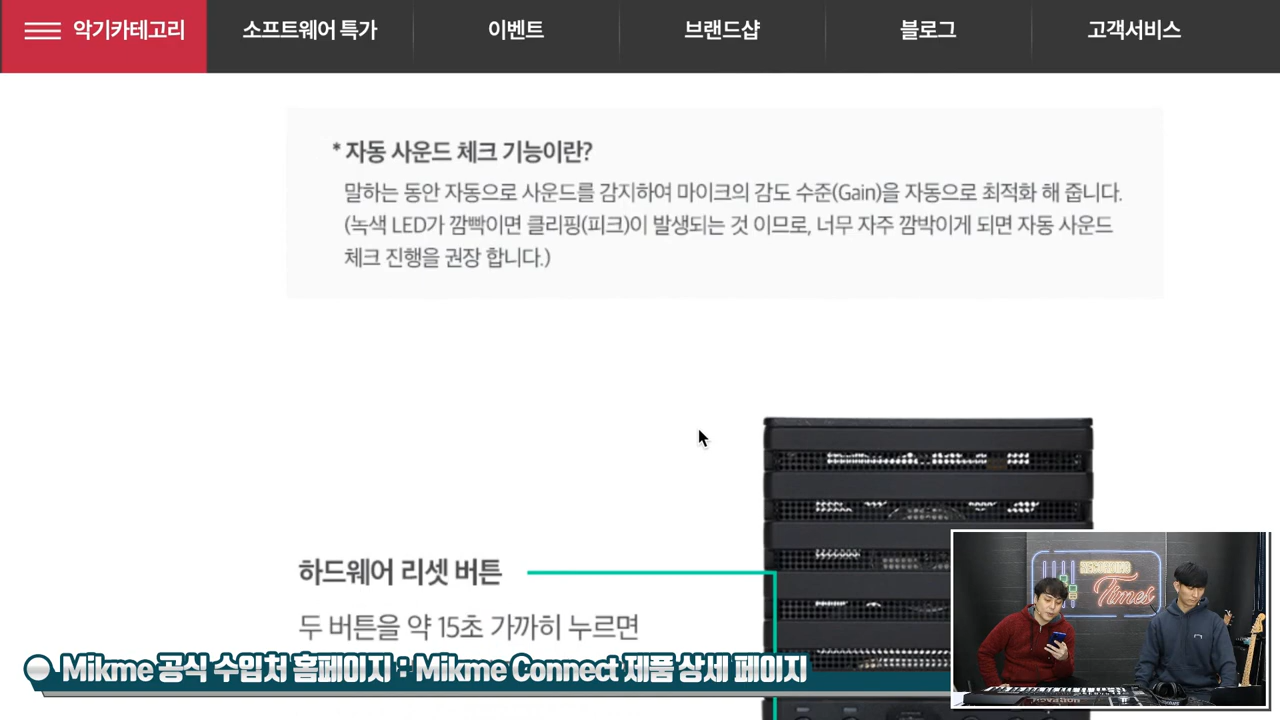 악기카테고리
소프트웨어 특가
이벤트
브랜드샵
블로그
고객서비스
* 자동 사운드 체크 기능이란?
말하는 동안 자동으로 사운드를 감지하여 마이크의 감도 수준(Gain)을 자동으로 최적화 해 줍니다.
(녹색 LED가 깜빡이면 클리핑(피크)이 발생되는 것 이므로, 너무 자주 깜박이게 되면 자동 사운드
체크 진행을 권장 합니다.)
하드웨어 리셋 버튼
두 버튼을 약 15초 가까히 누르면
Mikme 공식 수입처 홈페이지 : Mikme Connect 제품 상세 페이지
Times
novation